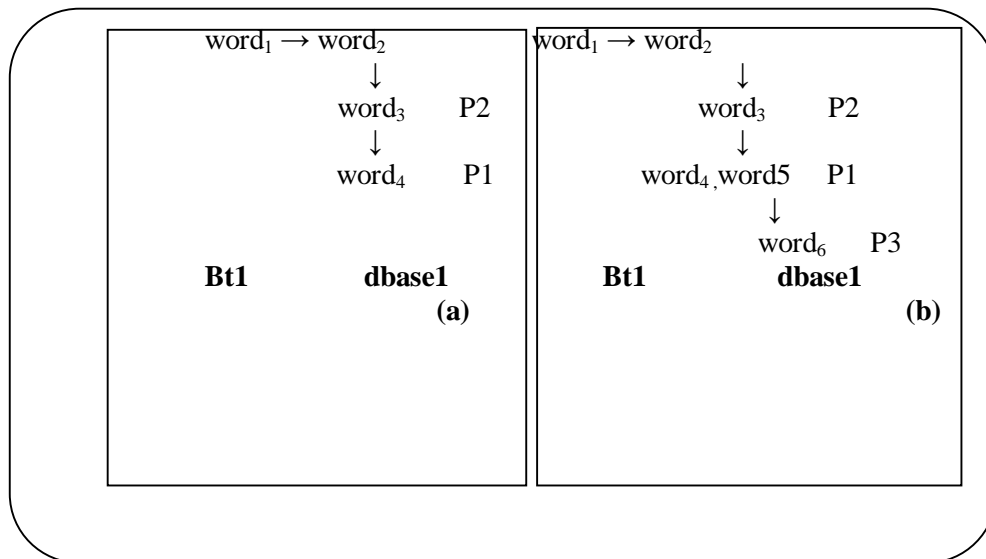 word₁ → word₂
↓
word₃ P2
↓
word₄ P1
Bt1 dbase1
(a)
word₁ → word₂
↓
word₃ P2
↓
word₄ ,word5 P1
↓
word₆ P3
Bt1 dbase1
(b)